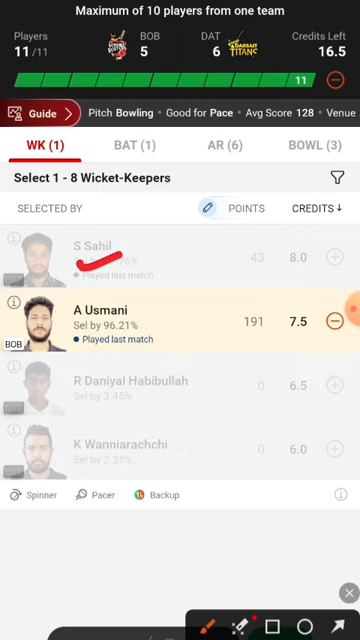 Maximum of 10 players from one team
Players BOB DAT Credits Left
11/11 5 6 16.5
11
Guide Pitch Bowling • Good for Pace • Avg Score 128 • Venue
WK (1) BAT (1) AR (6) BOWL (3)
Select 1 - 8 Wicket-Keepers
SELECTED BY POINTS CREDITS ↓
S Sahil
43 8.0
Played last match
A Usmani
Sel by 96.21% 191 7.5
BOB Played last match
R Daniyal Habibullah
Sel by 3.45% 0 6.5
K Wanniarachchi
Sel by 2.35% 0 6.0
Spinner Pacer Backup